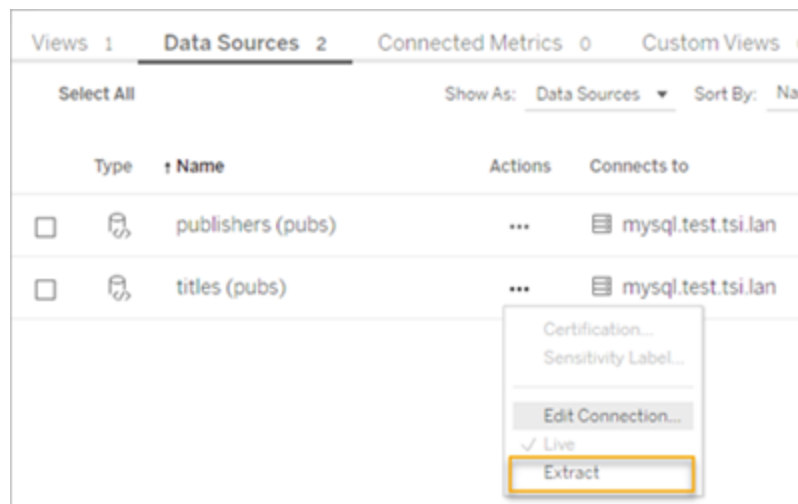 Views 1 Data Sources 2 Connected Metrics 0 Custom Views
Select All Show As: Data Sources Sort By: Na
Type ↑ Name Actions Connects to
publishers (pubs) ••• mysql.test.tsi.lan
titles (pubs) ••• mysql.test.tsi.lan
Certification...
Sensitivity Label...
Edit Connection...
✓ Live
Extract